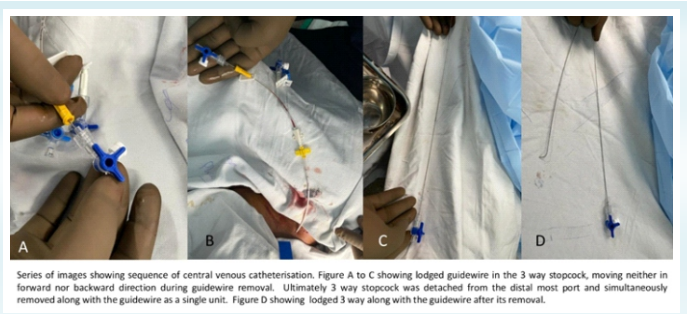 A
B
C
D
Series of images showing sequence of central venous catheterisation. Figure A to C showing lodged guidewire in the 3 way stopcock, moving neither in
forward nor backward direction during guidewire removal. Ultimately 3 way stopcock was detached from the distal most port and simultaneously
removed along with the guidewire as a single unit. Figure D showing lodged 3 way along with the guidewire after its removal.